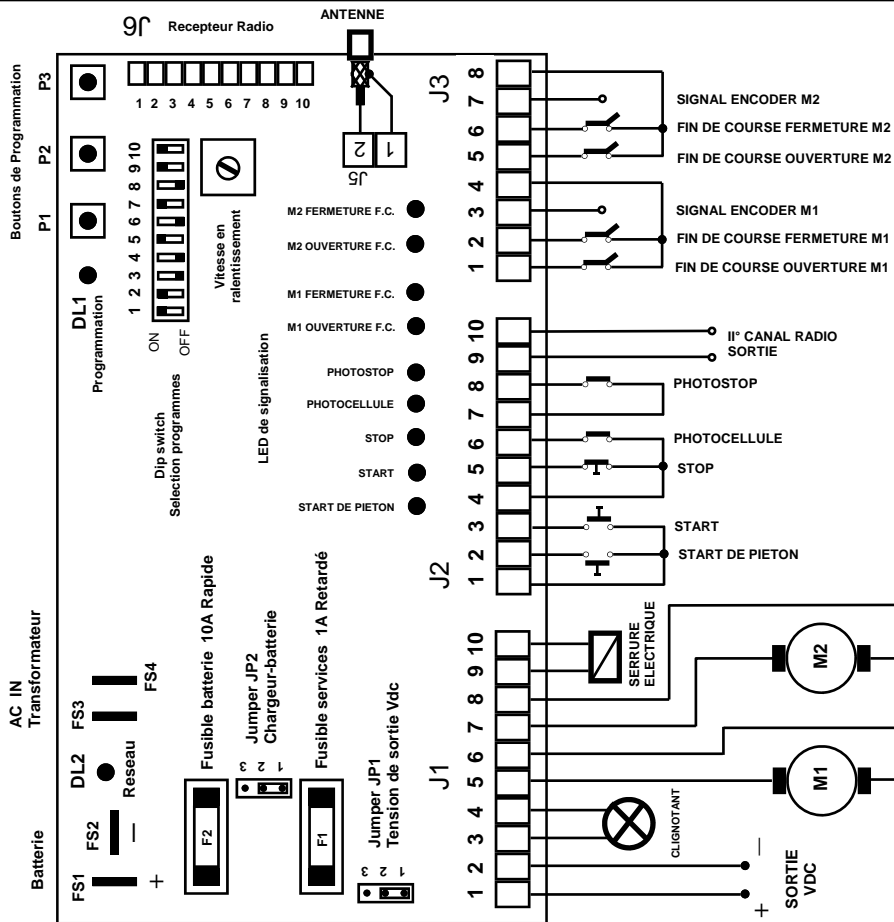 J6
Recepteur Radio
ANTENNE
Boutons de Programmation
P1
P2
P3
1 2 3 4 5 6 7 8 9 10
J5
2
1
DL1
Programmation
1 2 3 4 5 6 7 8 9 10
ON
OFF
Dip switch
Selection programmes
Vitesse en
ralentissement
LED de signalisation
M2 FERMETURE F.C.
M2 OUVERTURE F.C.
M1 FERMETURE F.C.
M1 OUVERTURE F.C.
PHOTOSTOP
PHOTOCELLULE
STOP
START
START DE PIETON
J3
8
7
6
5
4
3
2
1
SIGNAL ENCODER M2
FIN DE COURSE FERMETURE M2
FIN DE COURSE OUVERTURE M2
SIGNAL ENCODER M1
FIN DE COURSE FERMETURE M1
FIN DE COURSE OUVERTURE M1
J2
10
9
8
7
6
5
4
3
2
1
II° CANAL RADIO
SORTIE
PHOTOSTOP
PHOTOCELLULE
STOP
START
START DE PIETON
AC IN
Transformateur
FS3
FS4
DL2
Reseau
Batterie
FS1
+
FS2
–
Fusible batterie 10A Rapide
F2
Jumper JP2
Chargeur-batterie
1 2 3
Fusible services 1A Retardé
F1
Jumper JP1
Tension de sortie Vdc
1 2 3
J1
10
9
8
7
6
5
4
3
2
1
SERRURE
ELECTRIQUE
M2
M1
CLIGNOTANT
–
+
SORTIE
VDC